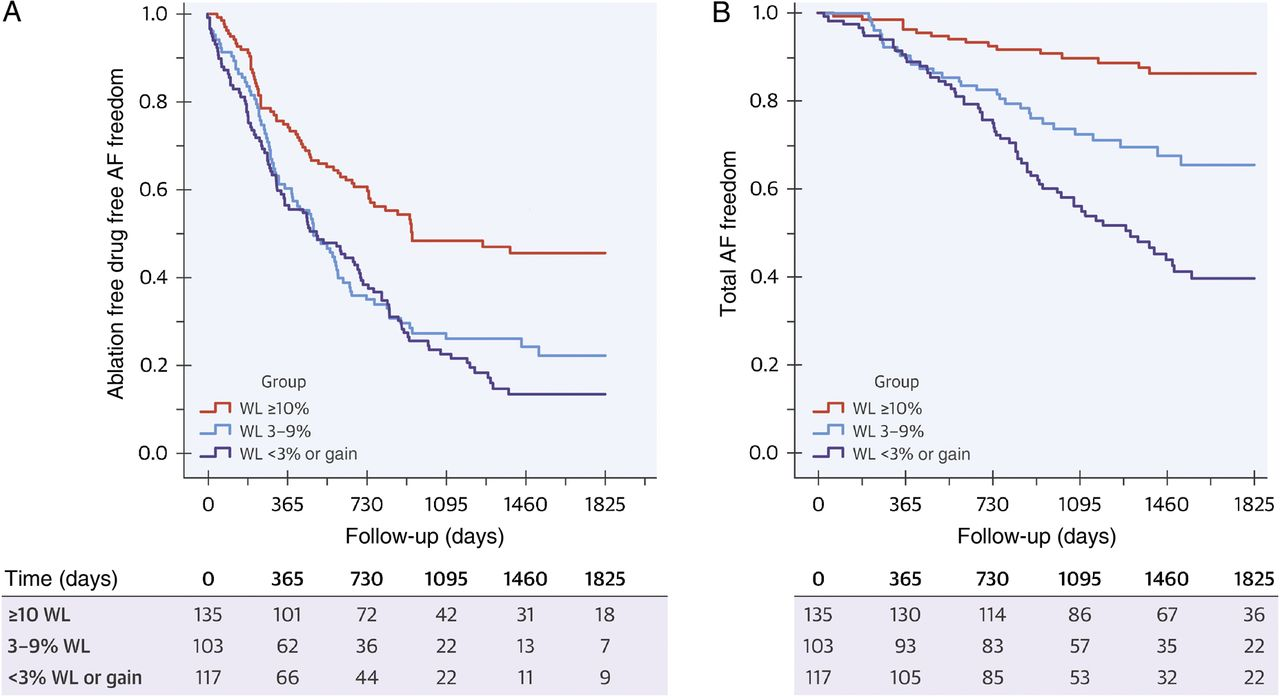 A
Ablation free drug free AF freedom
1.0
0.8
0.6
0.4
0.2
0.0
Group
WL ≥10%
WL 3–9%
WL <3% or gain
0 365 730 1095 1460 1825
Follow-up (days)
B
Total AF freedom
1.0
0.8
0.6
0.4
0.2
0.0
Group
WL ≥10%
WL 3–9%
WL <3% or gain
0 365 730 1095 1460 1825
Follow-up (days)
Time (days) 0 365 730 1095 1460 1825 0 365 730 1095 1460 1825
≥10 WL 135 101 72 42 31 18 135 130 114 86 67 36
3–9% WL 103 62 36 22 13 7 103 93 83 57 35 22
<3% WL or gain 117 66 44 22 11 9 117 105 85 53 32 22